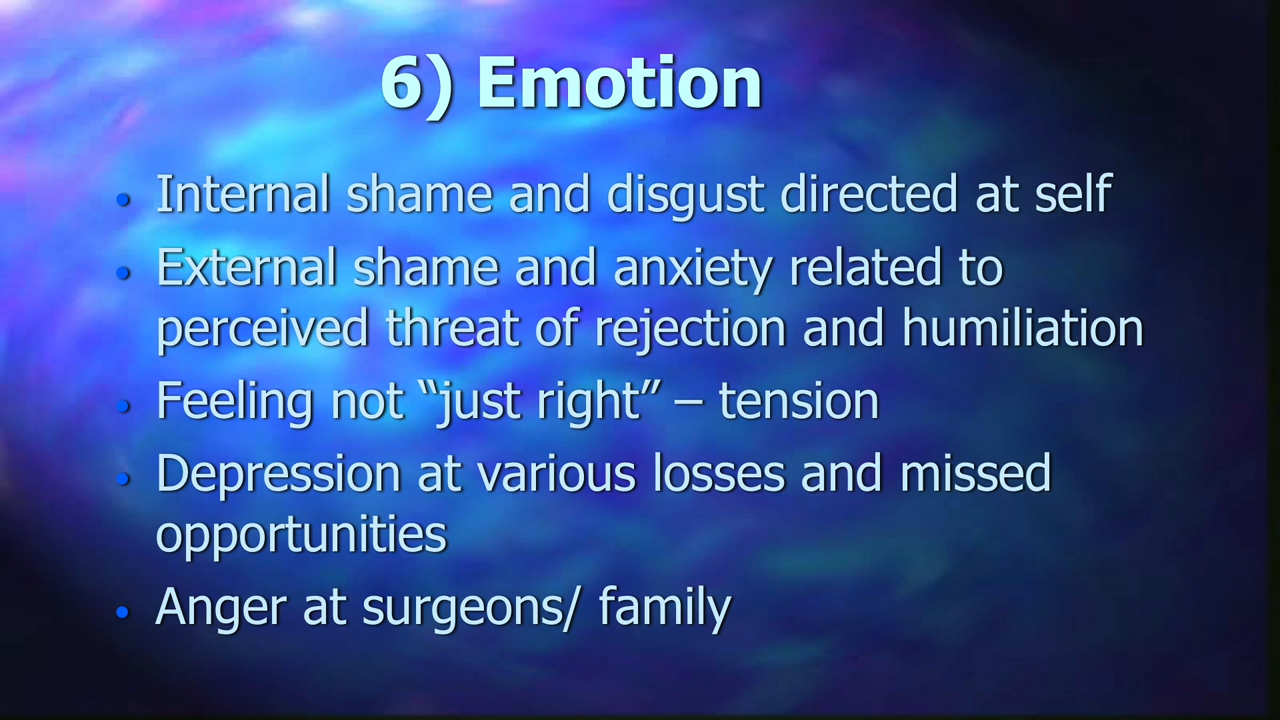 6) Emotion
• Internal shame and disgust directed at self
• External shame and anxiety related to
perceived threat of rejection and humiliation
• Feeling not “just right” – tension
• Depression at various losses and missed
opportunities
• Anger at surgeons/ family